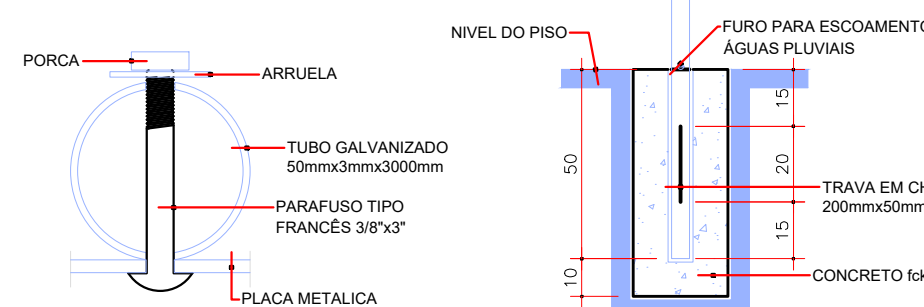 PORCA
ARRUELA
TUBO GALVANIZADO
50mmx3mmx3000mm
PARAFUSO TIPO
FRANCÊS 3/8"x3"
PLACA METALICA
NIVEL DO PISO
FURO PARA ESCOAMENTO
ÁGUAS PLUVIAIS
50
10
15
20
15
TRAVA EM CH
200mmx50mm
CONCRETO